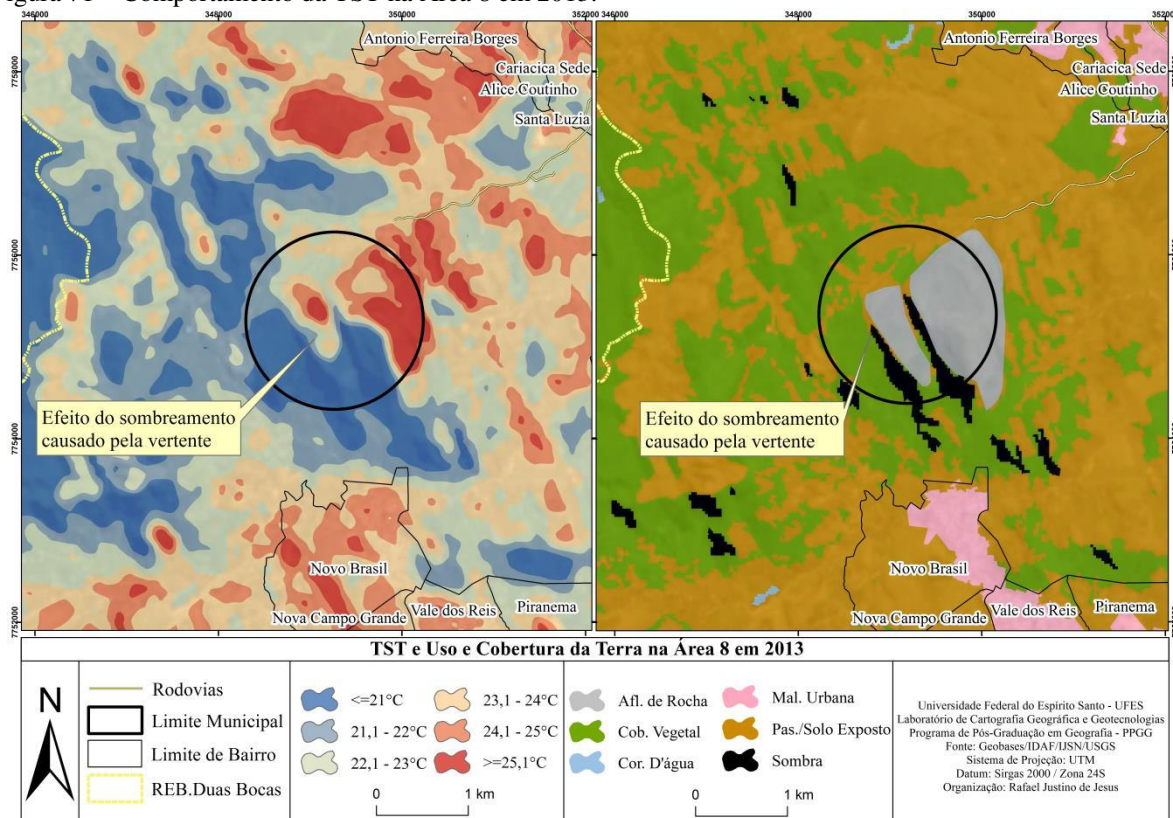 346000 348000 350000 352000 346000 348000 350000 352000
Antonio Ferreira Borges
Cariacica Sede
Alice Coutinho
Santa Luzia
7758000
7756000
7754000
7752000
Efeito do sombreamento
causado pela vertente
Novo Brasil
Nova Campo Grande
Vale dos Reis
Piranema
Antonio Ferreira Borges
Cariacica Sede
Alice Coutinho
Santa Luzia
Efeito do sombreamento
causado pela vertente
Novo Brasil
Nova Campo Grande
Vale dos Reis
Piranema
TST e Uso e Cobertura da Terra na Área 8 em 2013
N
Rodovias
Limite Municipal
Limite de Bairro
REB.Duas Bocas
<=21°C
21,1 - 22°C
22,1 - 23°C
23,1 - 24°C
24,1 - 25°C
>=25,1°C
0 1 km
Afl. de Rocha
Cob. Vegetal
Cor. D'água
Mal. Urbana
Pas./Solo Exposto
Sombra
0 1 km
Universidade Federal do Espírito Santo - UFES
Laboratório de Cartografia Geográfica e Geotecnologias
Programa de Pós-Graduação em Geografia - PPGG
Fonte: Geobases/IDAF/IJSN/USGS
Sistema de Projeção: UTM
Datum: Sirgas 2000 / Zona 24S
Organização: Rafael Justino de Jesus